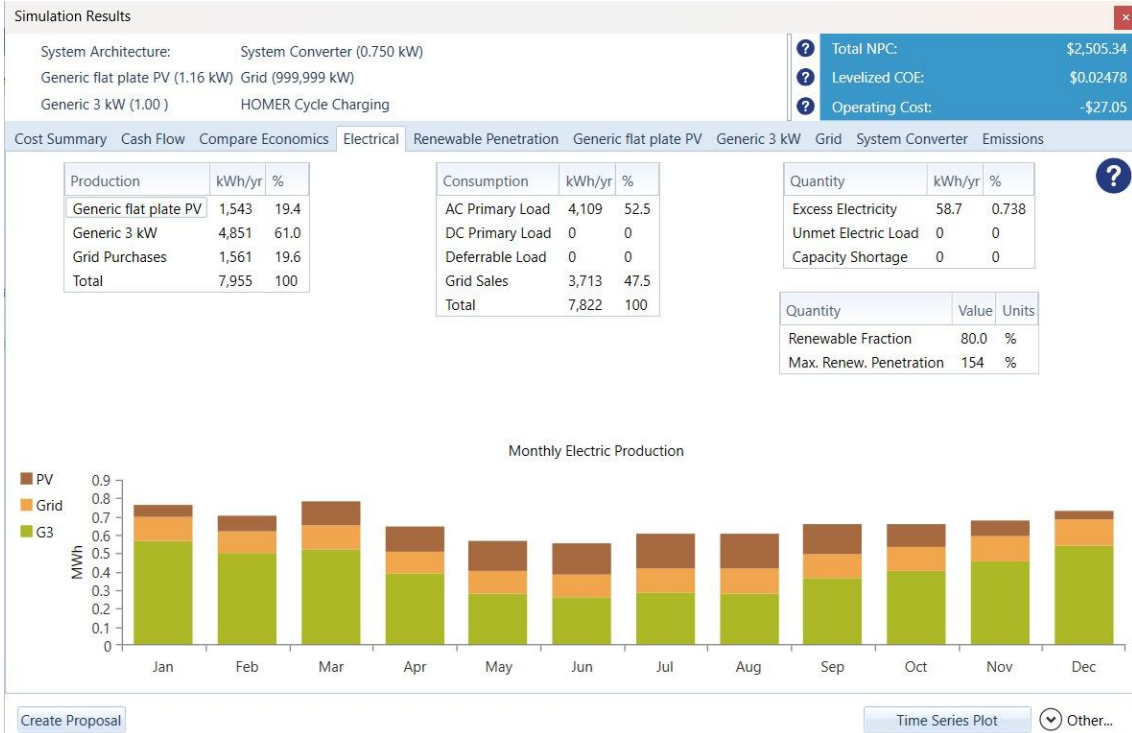 Simulation Results
System Architecture: System Converter (0.750 kW)
Generic flat plate PV (1.16 kW) Grid (999,999 kW)
Generic 3 kW (1.00 ) HOMER Cycle Charging
? Total NPC: $2,505.34
? Levelized COE: $0.02478
? Operating Cost: -$27.05
Cost Summary Cash Flow Compare Economics Electrical Renewable Penetration Generic flat plate PV Generic 3 kW Grid System Converter Emissions
Production kWh/yr %
Generic flat plate PV 1,543 19.4
Generic 3 kW 4,851 61.0
Grid Purchases 1,561 19.6
Total 7,955 100
Consumption kWh/yr %
AC Primary Load 4,109 52.5
DC Primary Load 0 0
Deferrable Load 0 0
Grid Sales 3,713 47.5
Total 7,822 100
Quantity kWh/yr %
Excess Electricity 58.7 0.738
Unmet Electric Load 0 0
Capacity Shortage 0 0
?
Quantity Value Units
Renewable Fraction 80.0 %
Max. Renew. Penetration 154 %
Monthly Electric Production
PV
Grid
G3
MWh
0.9
0.8
0.7
0.6
0.5
0.4
0.3
0.2
0.1
0
Jan Feb Mar Apr May Jun Jul Aug Sep Oct Nov Dec
Create Proposal Time Series Plot Other...